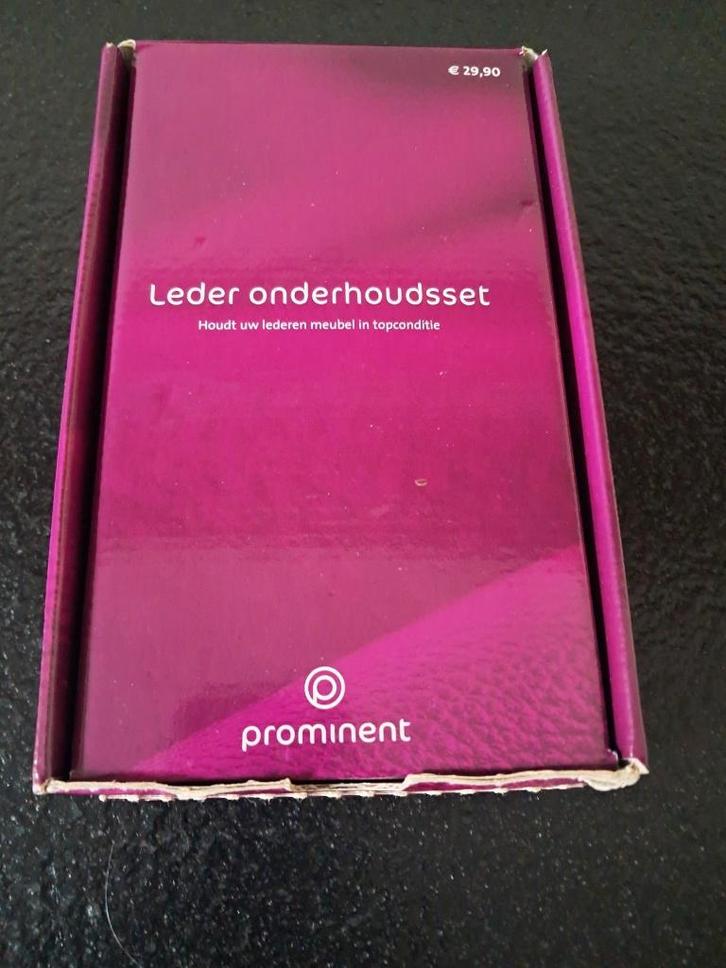 € 29,90
Leder onderhoudsset
Houdt uw lederen meubel in topconditie
prominent